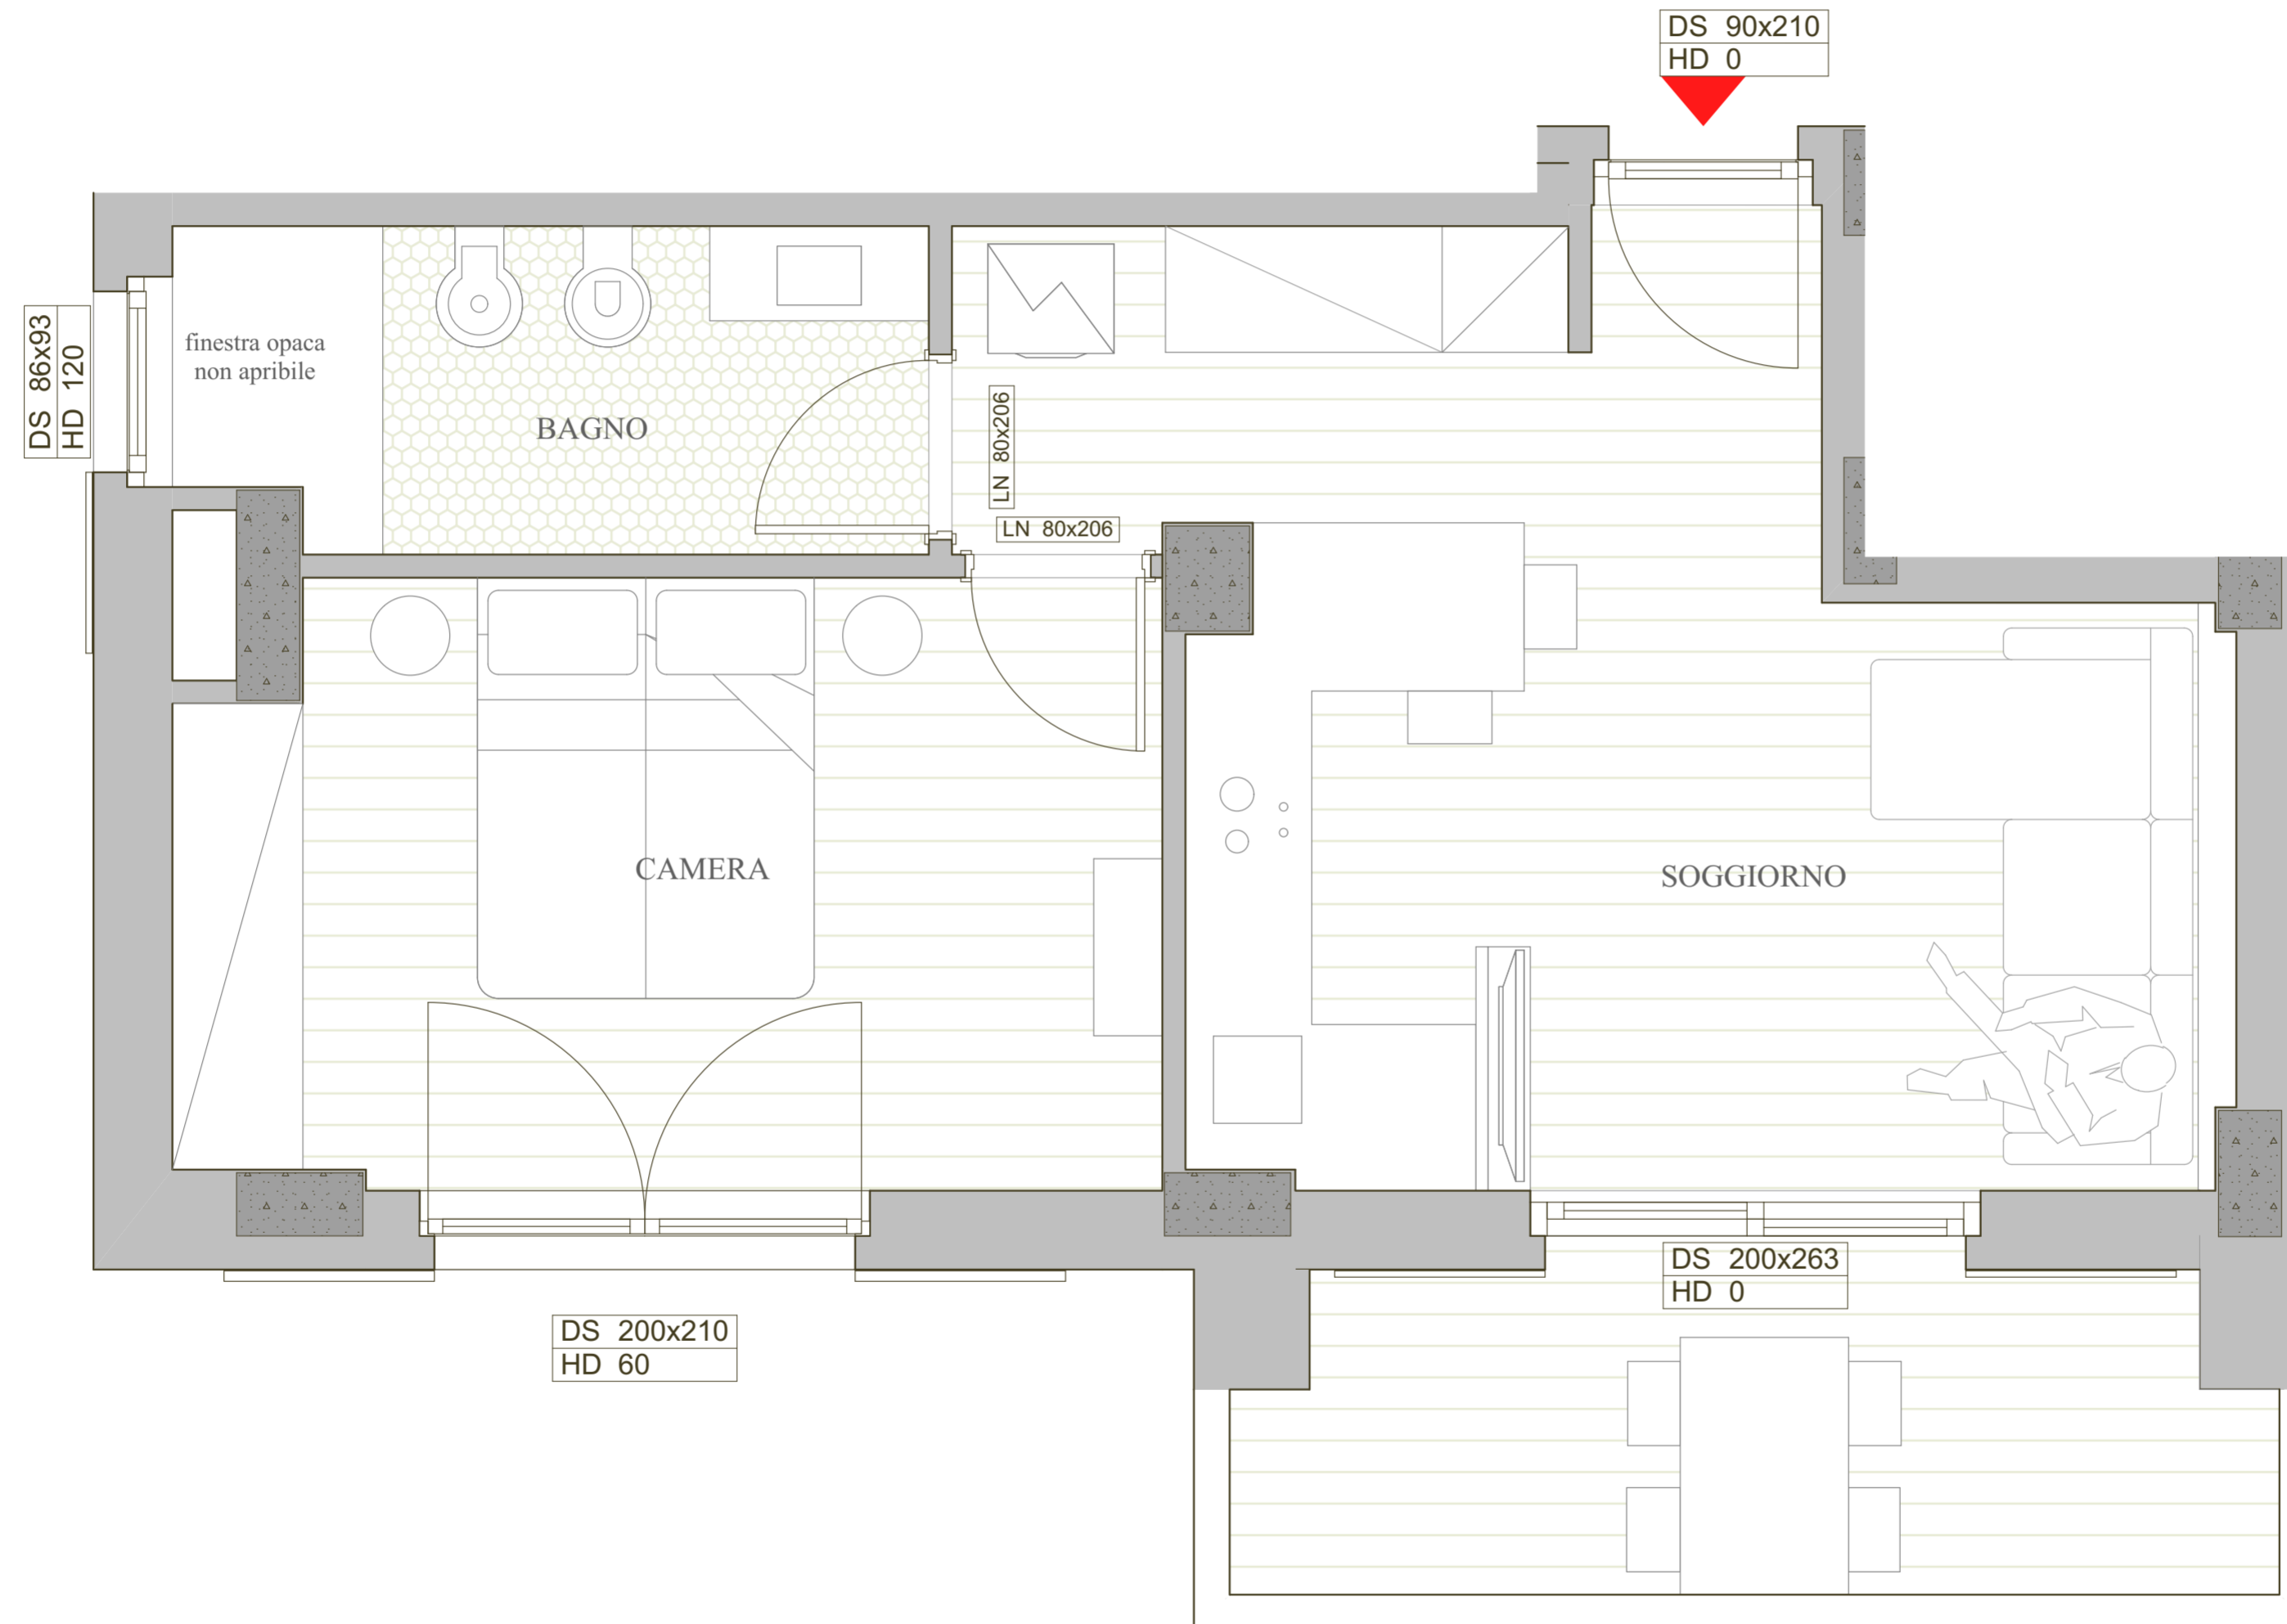 DS 90x210
HD 0
DS 86x93
HD 120
finestra opaca
non apribile
BAGNO
LN 80x206
LN 80x206
CAMERA
SOGGIORNO
DS 200x263
HD 0
DS 200x210
HD 60